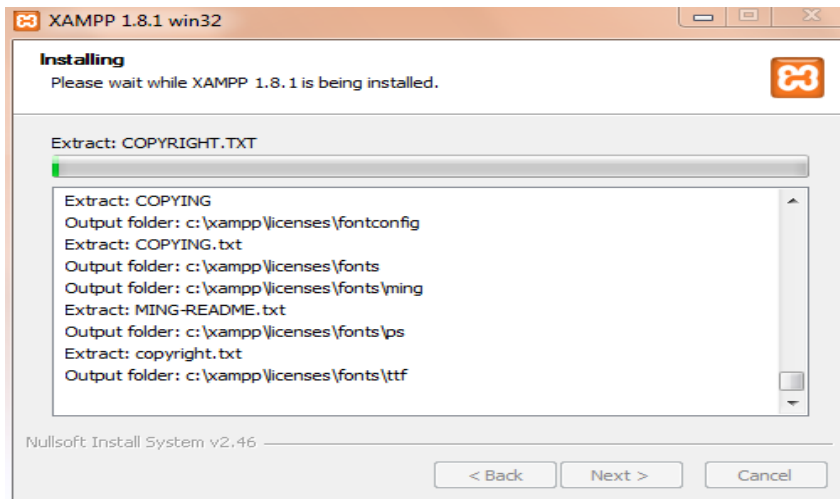 XAMPP 1.8.1 win32
Installing
Please wait while XAMPP 1.8.1 is being installed.
Extract: COPYRIGHT.TXT
Extract: COPYING
Output folder: c:\xampp\licenses\fontconfig
Extract: COPYING.txt
Output folder: c:\xampp\licenses\fonts
Output folder: c:\xampp\licenses\fonts\ming
Extract: MING-README.txt
Output folder: c:\xampp\licenses\fonts\ps
Extract: copyright.txt
Output folder: c:\xampp\licenses\fonts\ttf
Nullsoft Install System v2.46
< Back Next > Cancel